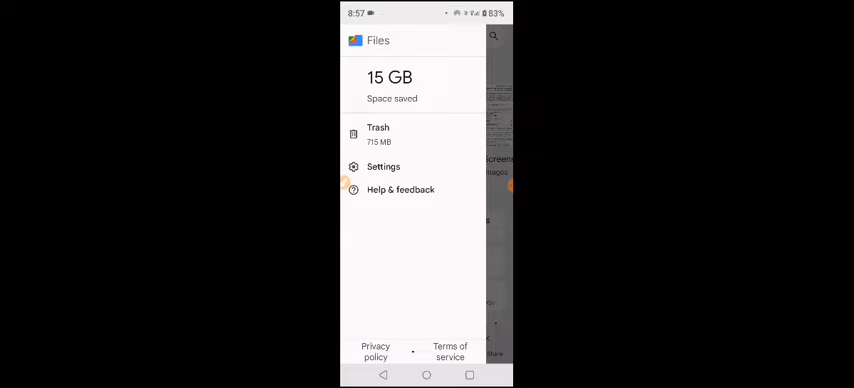 8:57
83%
Files
15 GB
Space saved
Trash
715 MB
Settings
Help & feedback
Privacy policy
•
Terms of service
Share